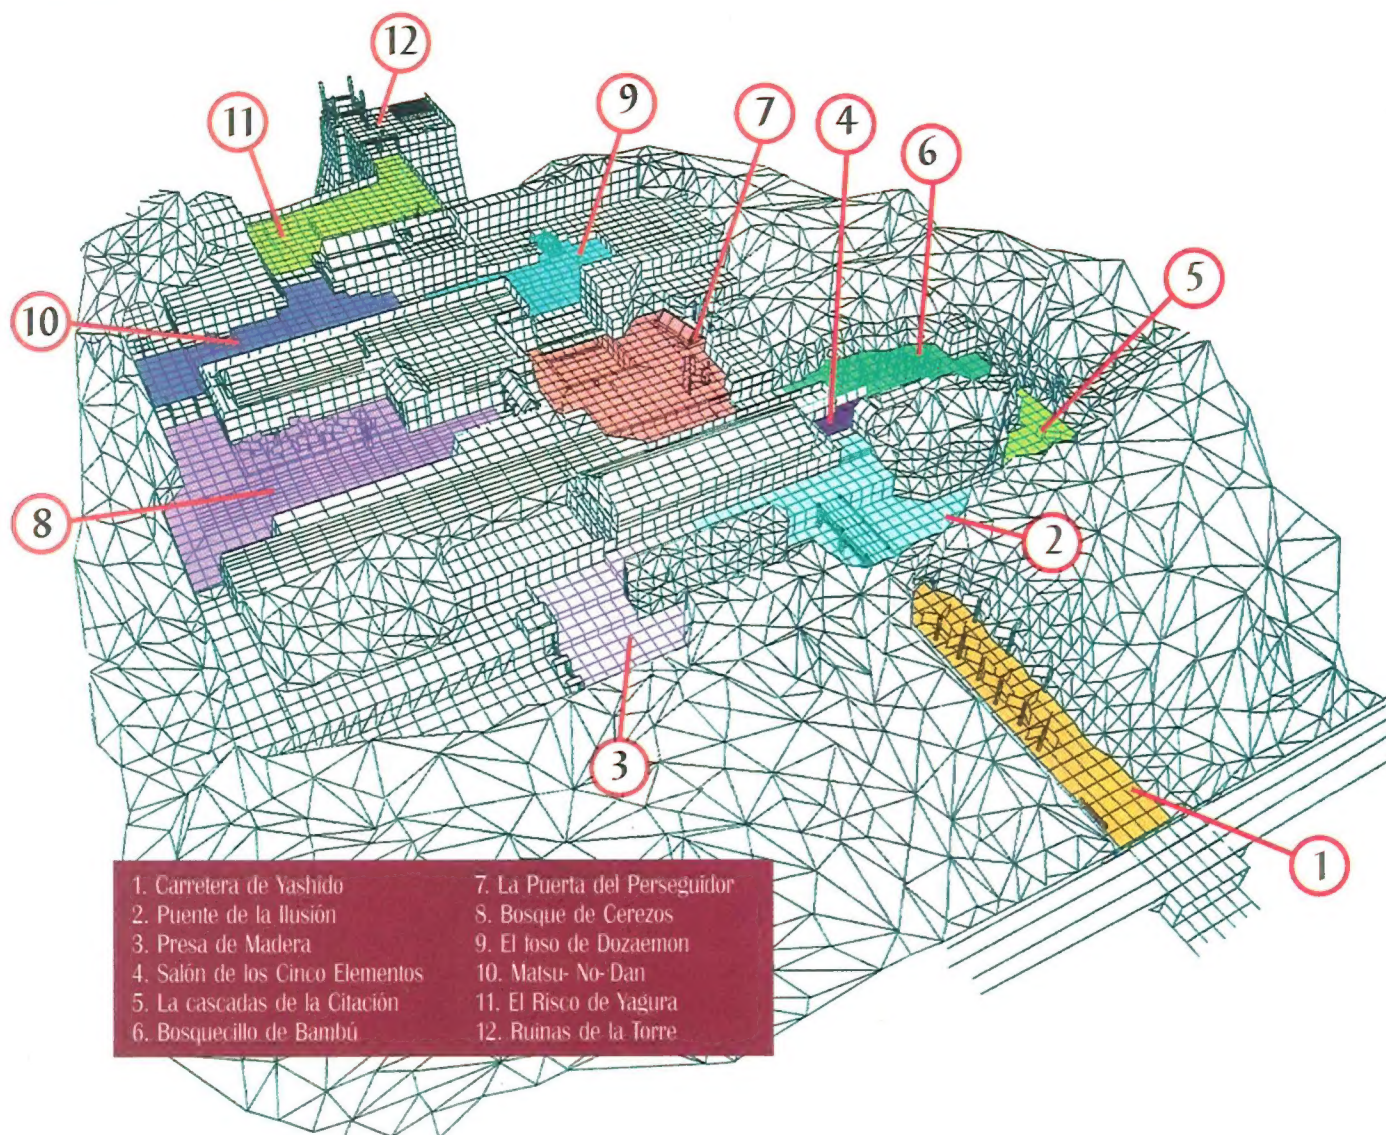 12
11
9
7
4
6
5
10
8
2
3
1
1. Carretera de Yashido
2. Puente de la Ilusión
3. Presa de Madera
4. Salón de los Cinco Elementos
5. La cascadas de la Citación
6. Bosquecillo de Bambú
7. La Puerta del Perseguidor
8. Bosque de Cerezos
9. El foso de Dozaemon
10. Matsu- No-Dan
11. El Risco de Yagura
12. Ruinas de la Torre